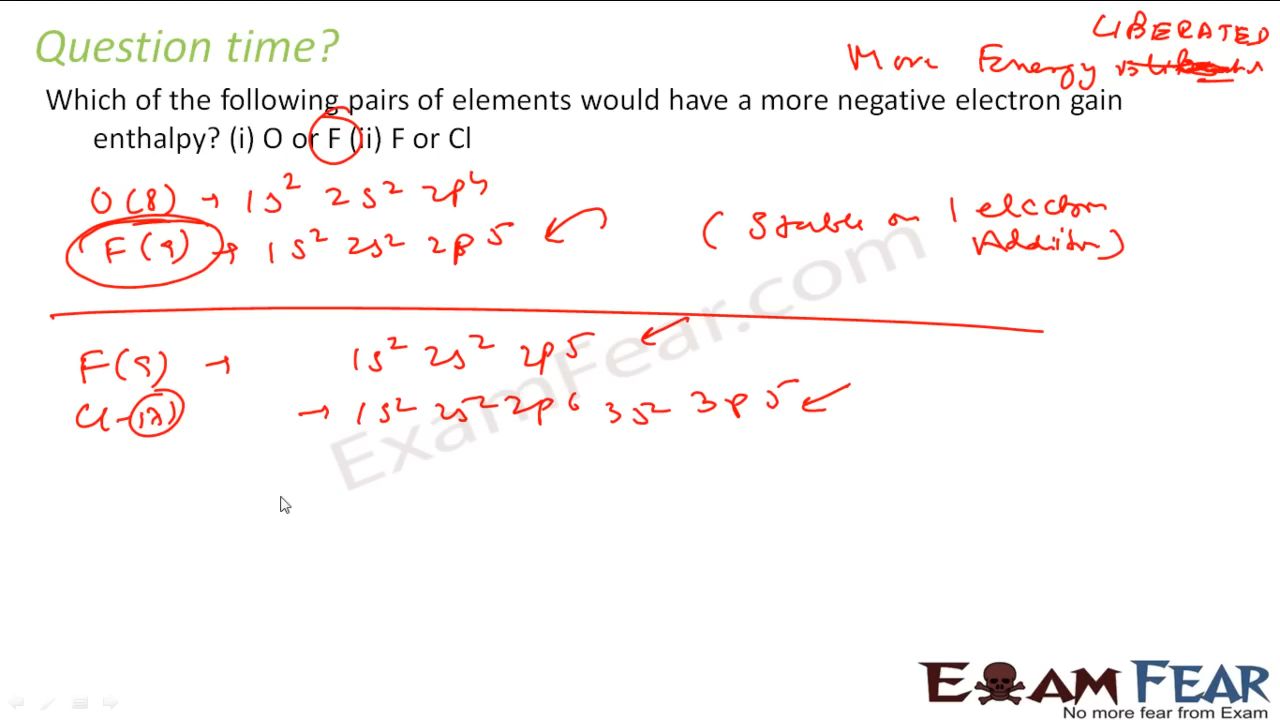 Question time?
LIBERATED
More Energy
Which of the following pairs of elements would have a more negative electron gain
enthalpy? (i) O or F (ii) F or Cl
O (8) → 1s² 2s² 2p⁴
F (9) → 1s² 2s² 2p⁵
( Stable on 1 electron
Addition)
F(9) → 1s² 2s² 2p⁵
Cl-(17) → 1s² 2s² 2p⁶ 3s² 3p⁵
ExamFear.com
EXAM FEAR
No more fear from Exam